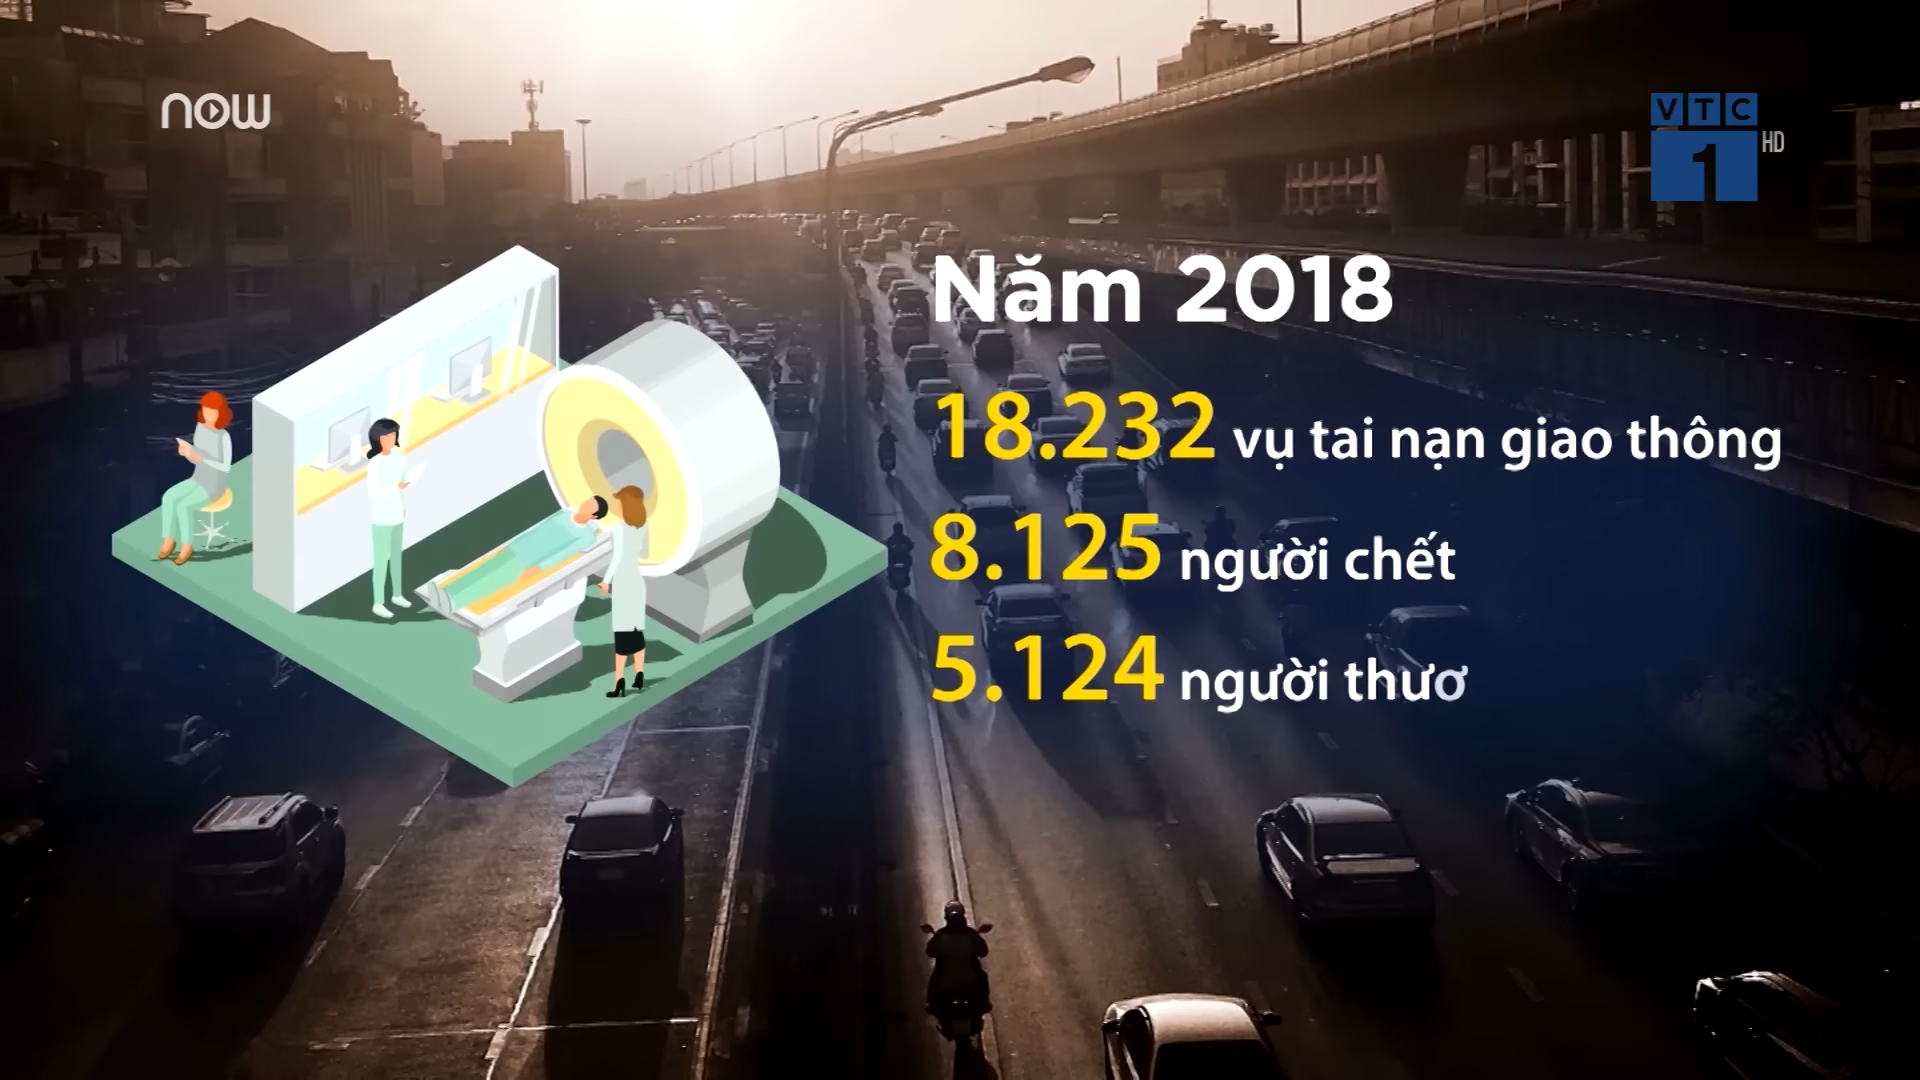 now
VTC
1 HD
Năm 2018
18.232 vụ tai nạn giao thông
8.125 người chết
5.124 người thươ